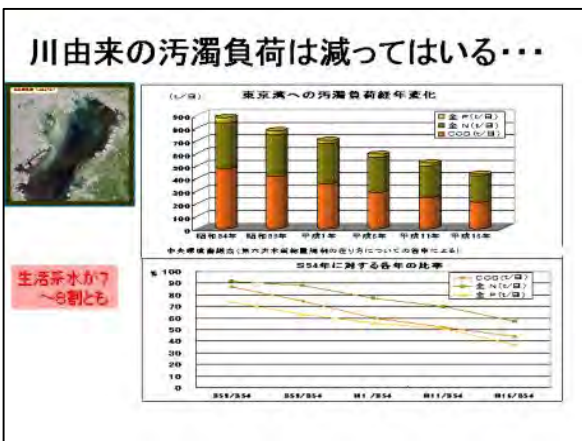 川由来の汚濁負荷は減ってはいる・・・
(t/日)
東京湾への汚濁負荷経年変化
全 P(t/日)
全 N(t/日)
COD(t/日)
900
800
700
600
500
400
300
200
100
0
昭和54年
昭和59年
平成1年
平成6年
平成11年
平成16年
生活系水が7
～8割とも
S54年に対する各年の比率
%
COD(t/日)
全 N(t/日)
全 P(t/日)
100
90
80
70
60
50
40
30
20
10
0
S59/S54
H1/S54
H11/S54
H16/S54